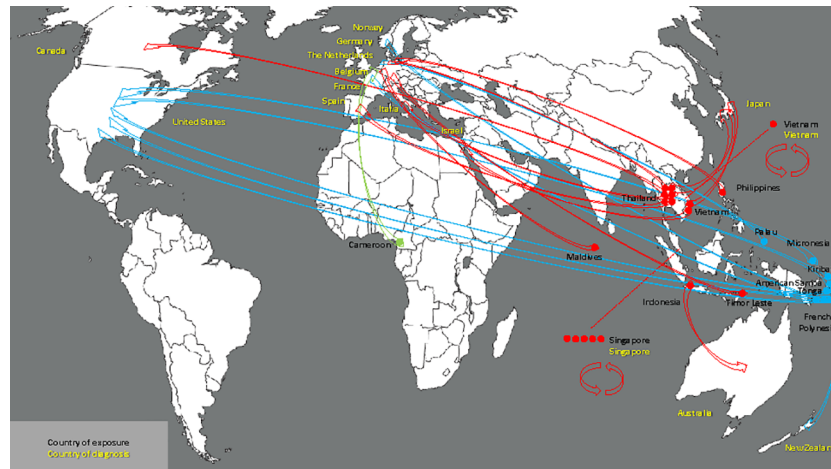 Norway
Germany
The Netherlands
Belgium
France
Spain
Italia
Israel
Canada
United States
Japan
Vietnam
Vietnam
Philippines
Thailand
Vietnam
Palau
Micronesia
Cameroon
Maldives
Kiriba
American Samoa
Tonga
Indonesia
Timor Leste
French
Polynes
Singapore
Singapore
Australia
New Zealand
Country of exposure
Country of diagnosis